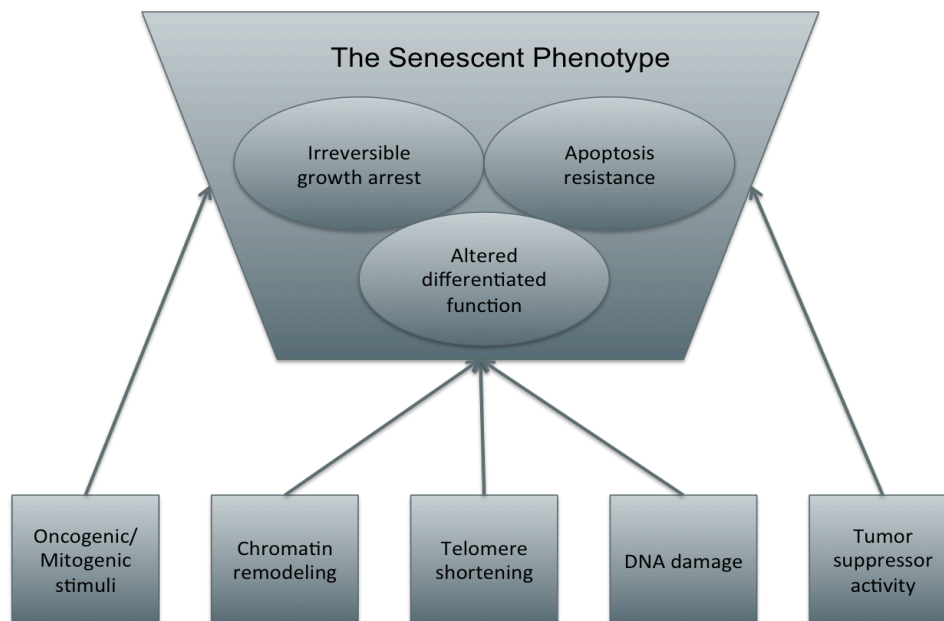 The Senescent Phenotype
Irreversible
growth arrest
Apoptosis
resistance
Altered
differentiated
function
Oncogenic/
Mitogenic
stimuli
Chromatin
remodeling
Telomere
shortening
DNA damage
Tumor
suppressor
activity